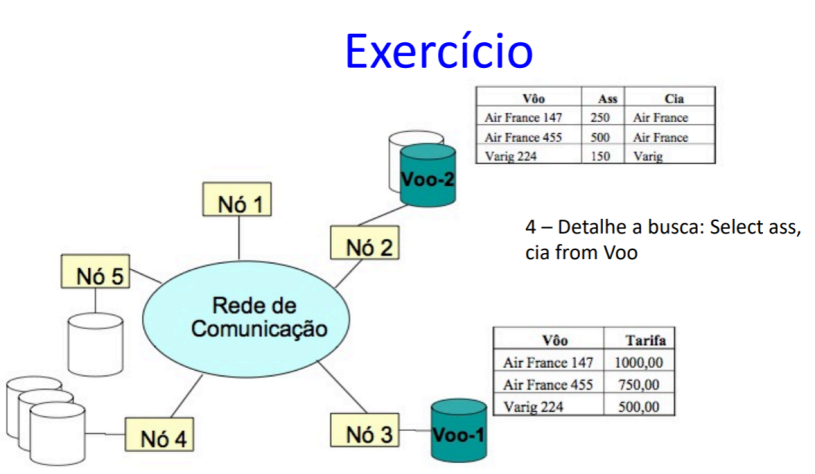 Exercício
Vôo Ass Cia
Air France 147 250 Air France
Air France 455 500 Air France
Varig 224 150 Varig
Voo-2
Nó 1
Nó 2
4 – Detalhe a busca: Select ass,
cia from Voo
Nó 5
Rede de
Comunicação
Vôo Tarifa
Air France 147 1000,00
Air France 455 750,00
Varig 224 500,00
Nó 4
Nó 3
Voo-1